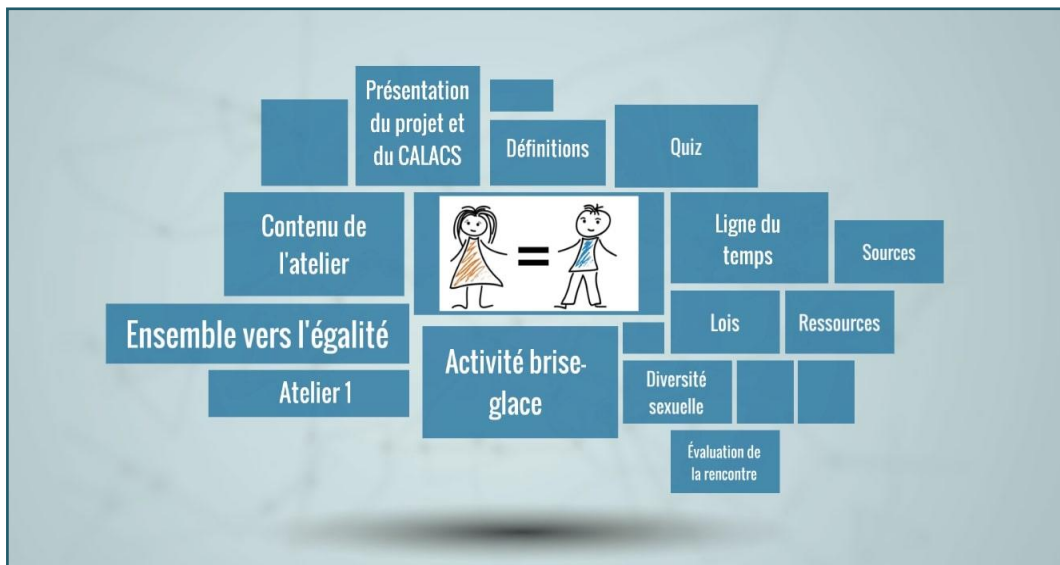 Présentation
du projet et
du CALACS
Définitions
Quiz
Contenu de
l'atelier
=
Ligne du
temps
Sources
Ensemble vers l'égalité
Lois
Ressources
Atelier 1
Activité brise-
glace
Diversité
sexuelle
Évaluation de
la rencontre